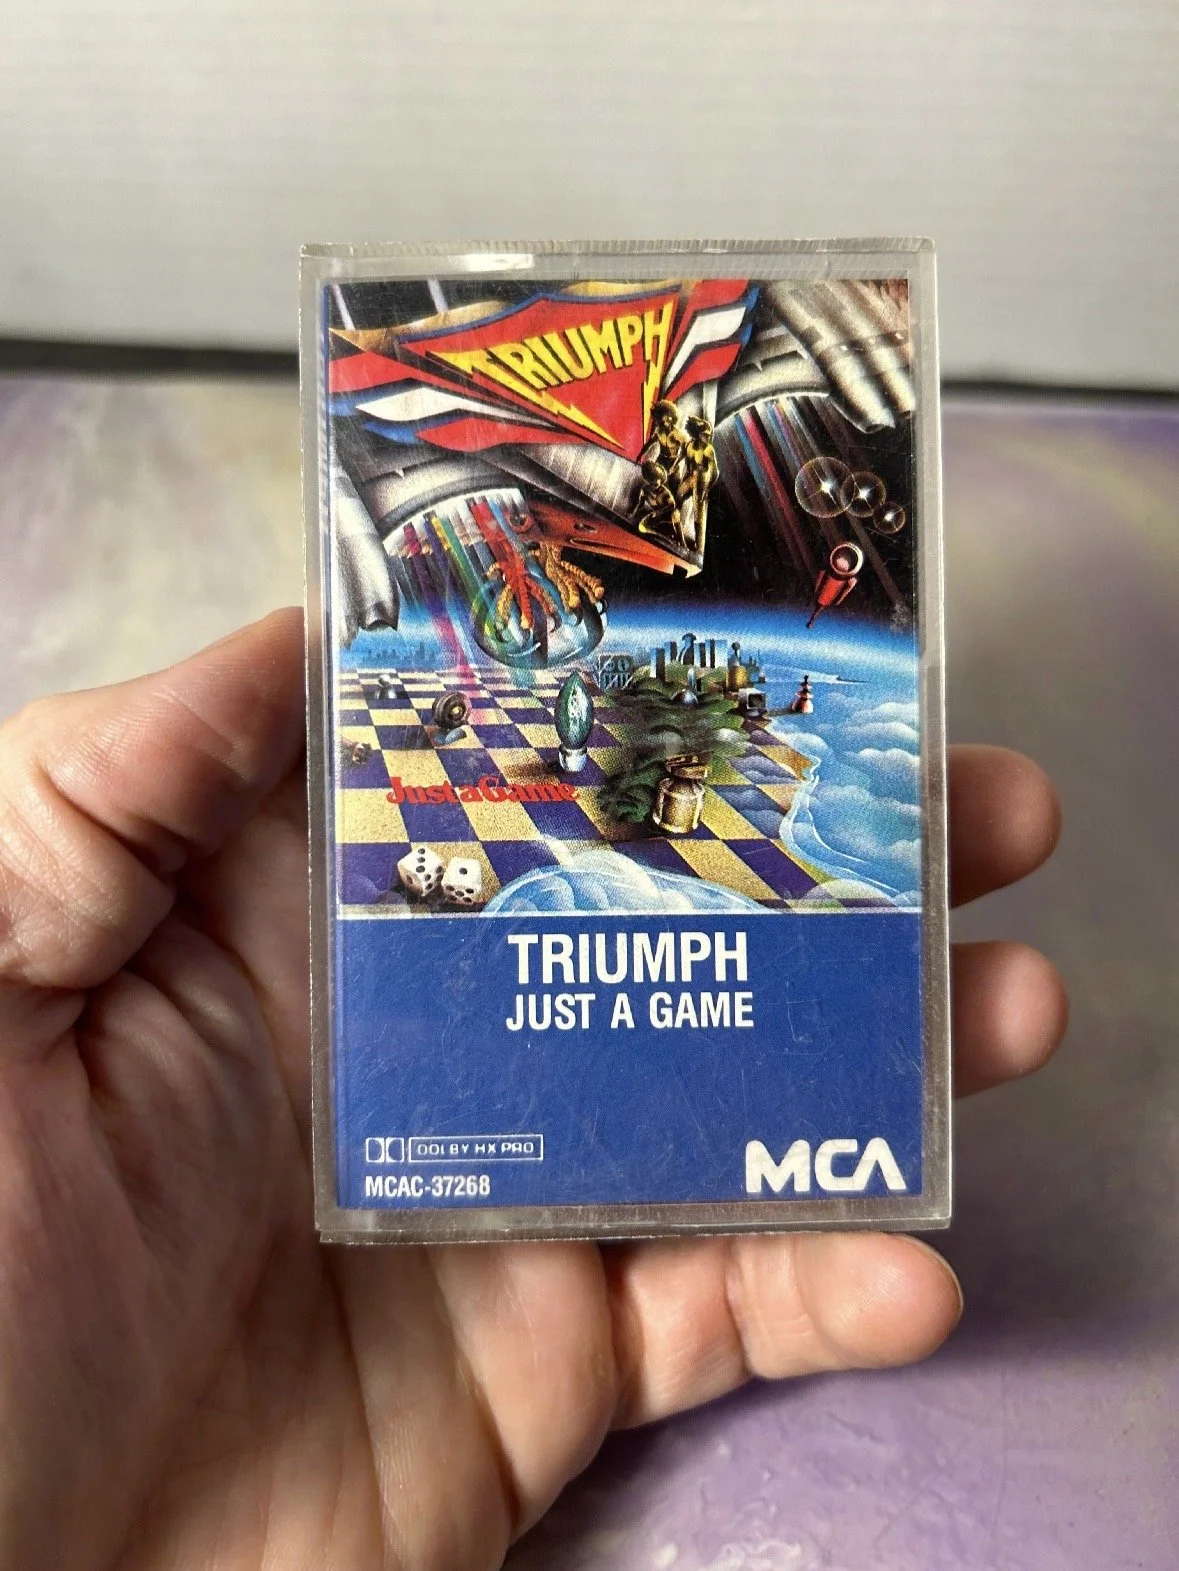 TRIUMPH
Just a Game
TRIUMPH
JUST A GAME
DOLBY HX PRO
MCAC-37268
MCA